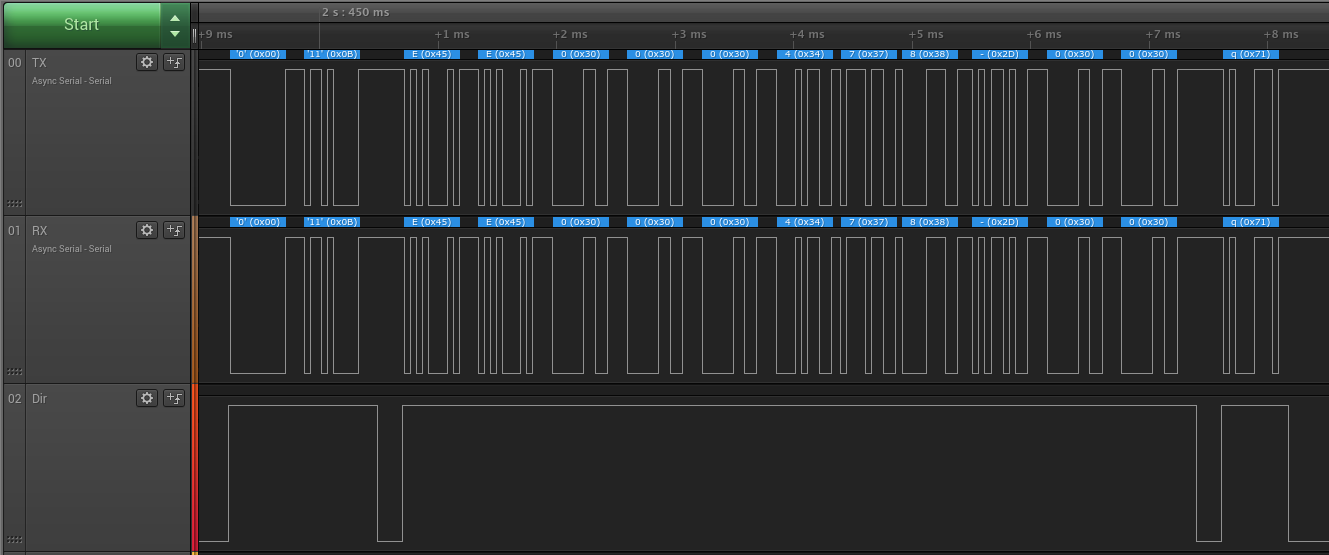 Start
2 s : 450 ms
+9 ms +1 ms +2 ms +3 ms +4 ms +5 ms +6 ms +7 ms +8 ms
00 TX
Async Serial - Serial
'0' (0x00) '11' (0x0B) E (0x45) E (0x45) 0 (0x30) 0 (0x30) 0 (0x30) 4 (0x34) 7 (0x37) 8 (0x38) - (0x2D) 0 (0x30) 0 (0x30) q (0x71)
01 RX
Async Serial - Serial
'0' (0x00) '11' (0x0B) E (0x45) E (0x45) 0 (0x30) 0 (0x30) 0 (0x30) 4 (0x34) 7 (0x37) 8 (0x38) - (0x2D) 0 (0x30) 0 (0x30) q (0x71)
02 Dir